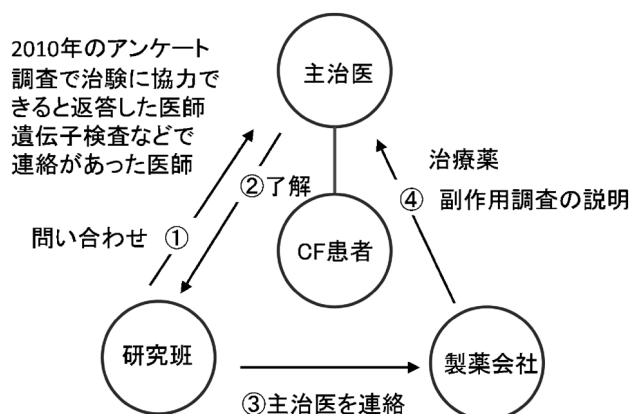 2010年のアンケート
調査で治験に協力で
きると返答した医師
遺伝子検査などで
連絡があった医師
主治医
②了解
治療薬
④ 副作用調査の説明
問い合わせ ①
CF患者
研究班
製薬会社
③主治医を連絡